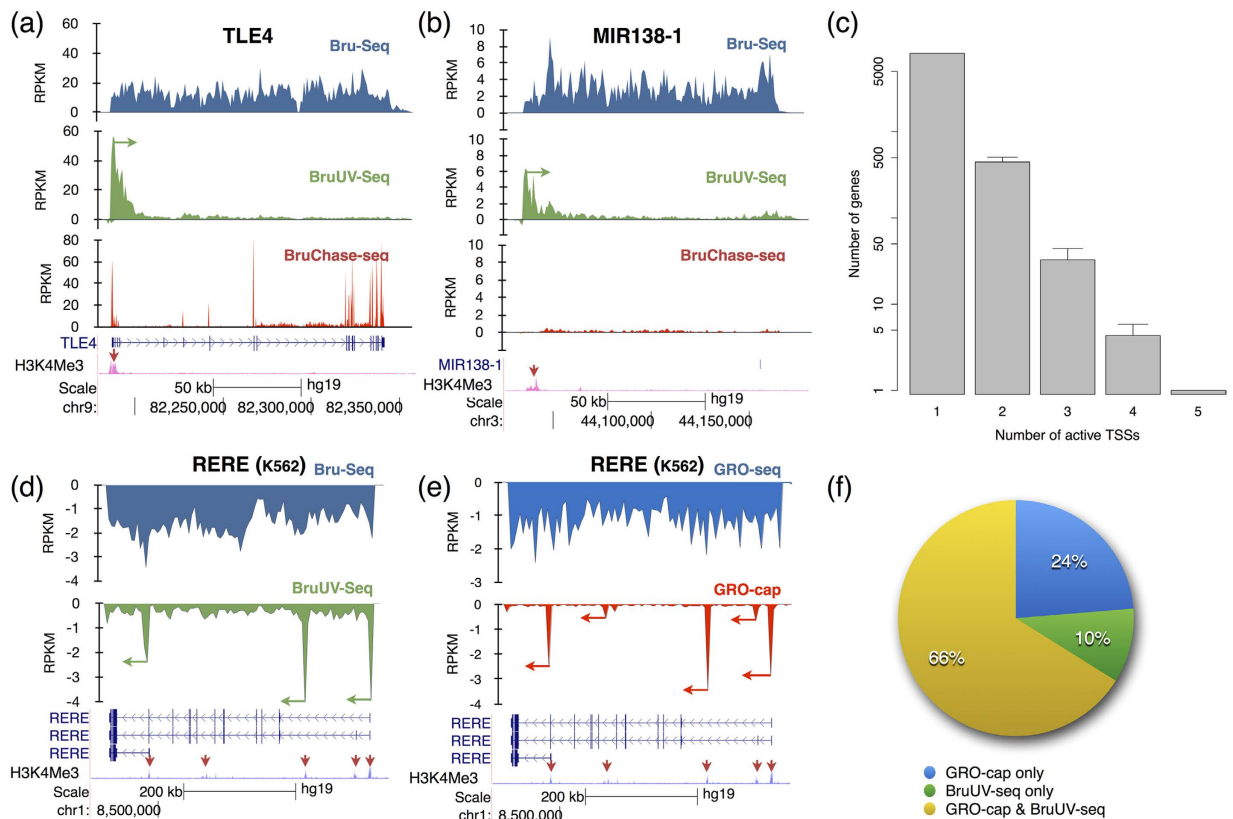 (a)
TLE4
Bru-Seq
RPKM
60
40
20
0
BruUV-Seq
RPKM
60
40
20
0
BruChase-seq
RPKM
80
60
40
20
0
TLE4
H3K4Me3
Scale 50 kb hg19
chr9: 82,250,000 82,300,000 82,350,000
(b)
MIR138-1
Bru-Seq
RPKM
10
8
6
4
2
0
BruUV-Seq
RPKM
10
8
6
4
2
0
BruChase-seq
RPKM
10
8
6
4
2
0
MIR138-1
H3K4Me3
Scale 50 kb hg19
chr3: 44,100,000 44,150,000
(c)
Number of genes
5000
500
50
10
5
1
1 2 3 4 5
Number of active TSSs
(d)
RERE (K562) Bru-Seq
RPKM
0
-1
-2
-3
-4
BruUV-Seq
RPKM
0
-1
-2
-3
-4
RERE
RERE
RERE
H3K4Me3
Scale 200 kb hg19
chr1: 8,500,000
(e)
RERE (K562) GRO-seq
RPKM
0
-1
-2
-3
GRO-cap
RPKM
0
-1
-2
-3
-4
RERE
RERE
RERE
H3K4Me3
Scale 200 kb hg19
chr1: 8,500,000
(f)
24%
10%
66%
GRO-cap only
BruUV-seq only
GRO-cap & BruUV-seq